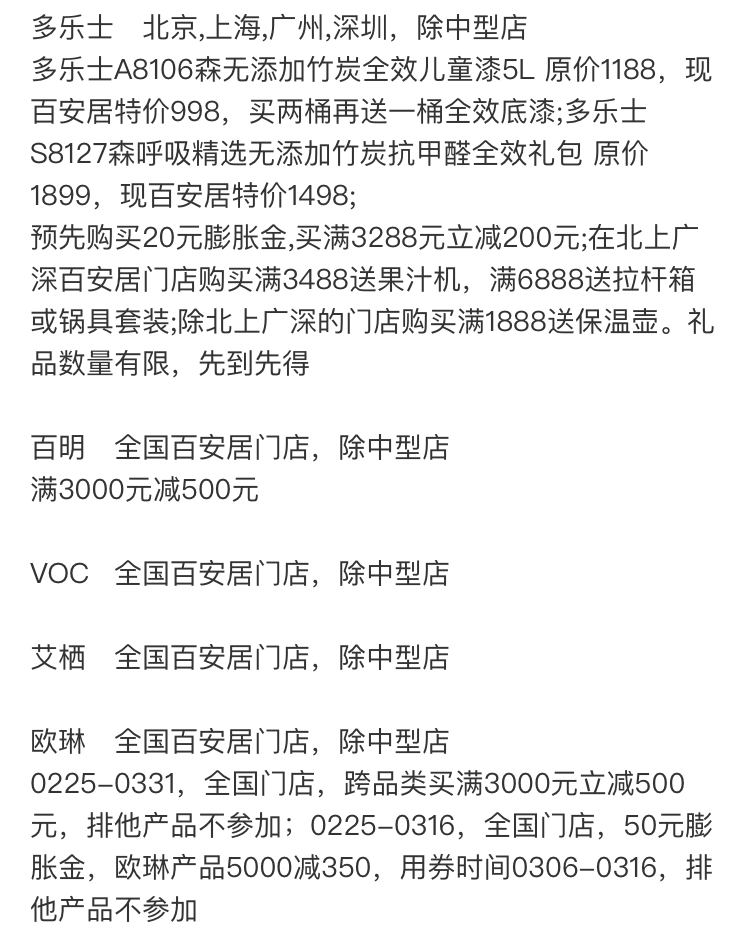 多乐士　北京,上海,广州,深圳，除中型店
多乐士A8106森无添加竹炭全效儿童漆5L 原价1188，现
百安居特价998，买两桶再送一桶全效底漆;多乐士
S8127森呼吸精选无添加竹炭抗甲醛全效礼包 原价
1899，现百安居特价1498;
预先购买20元膨胀金,买满3288元立减200元;在北上广
深百安居门店购买满3488送果汁机，满6888送拉杆箱
或锅具套装;除北上广深的门店购买满1888送保温壶。礼
品数量有限，先到先得
百明　全国百安居门店，除中型店
满3000元减500元
VOC　全国百安居门店，除中型店
艾栖　全国百安居门店，除中型店
欧琳　全国百安居门店，除中型店
0225–0331，全国门店，跨品类买满3000元立减500
元，排他产品不参加；0225–0316，全国门店，50元膨
胀金，欧琳产品5000减350，用券时间0306–0316，排
他产品不参加